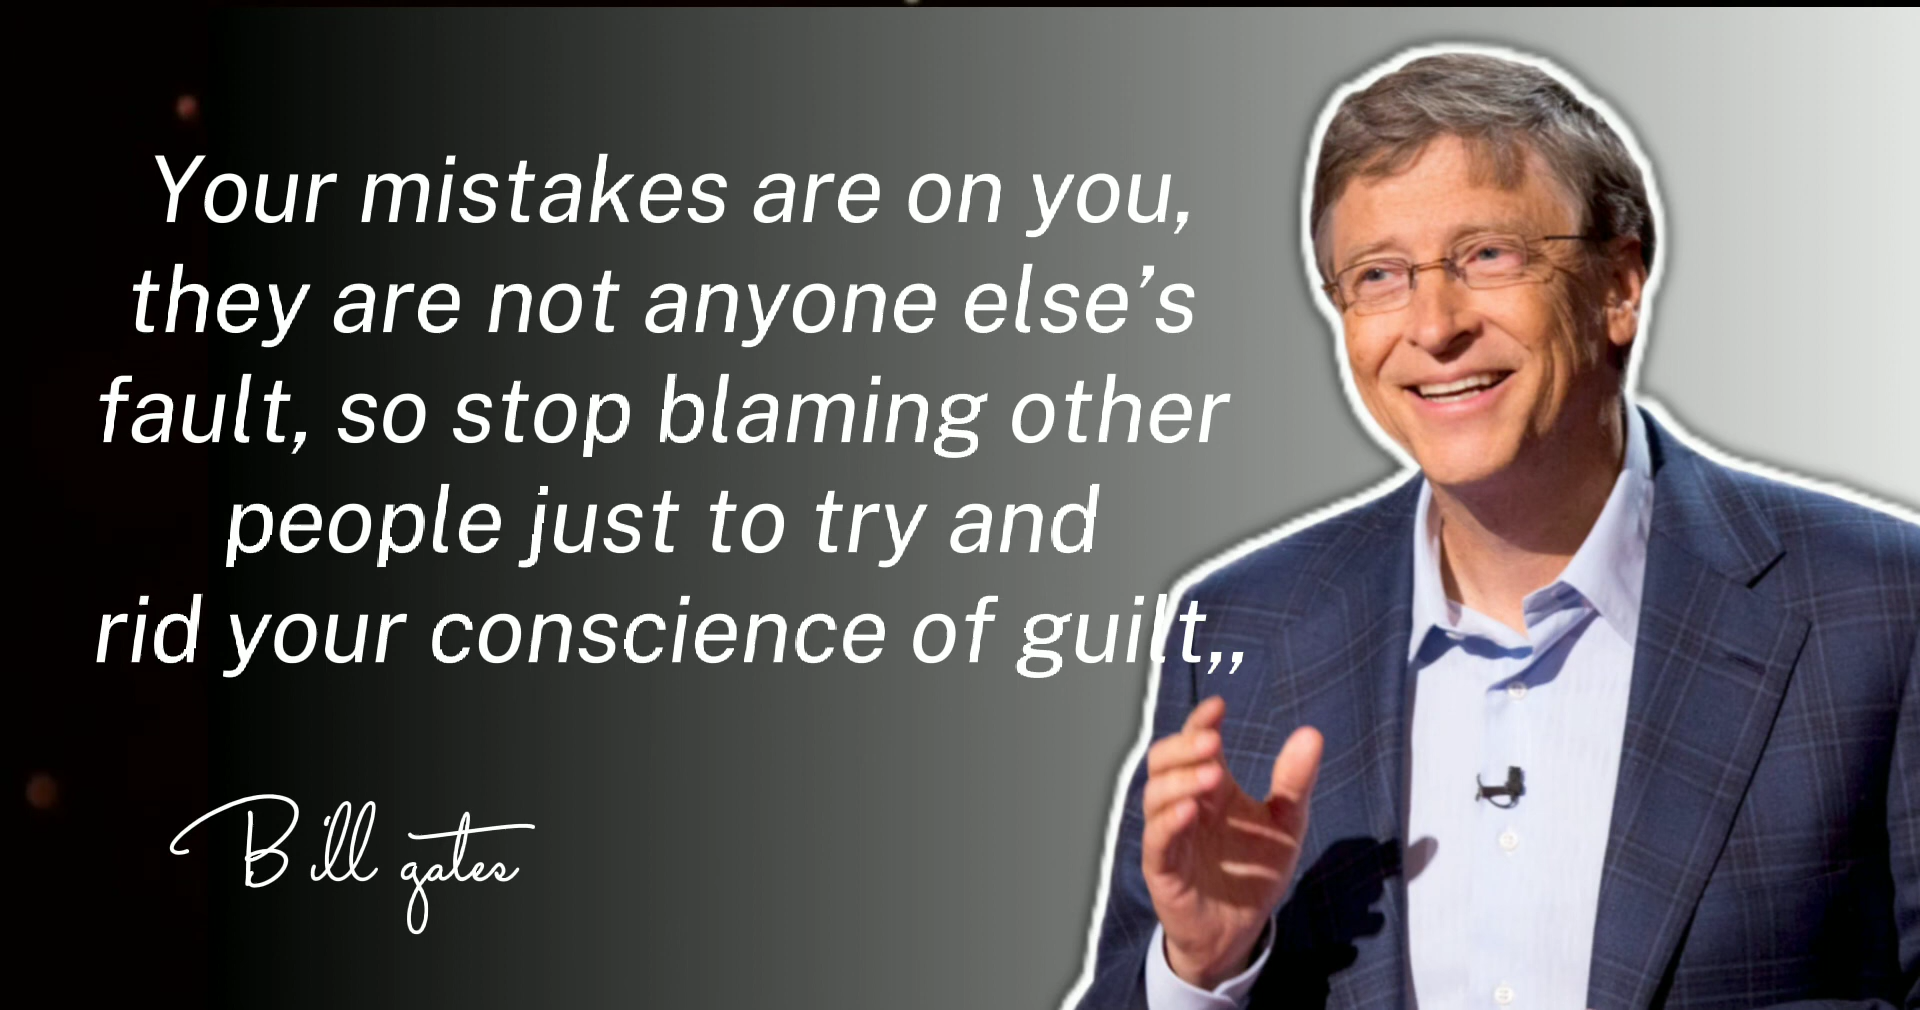 Your mistakes are on you,
they are not anyone else’s
fault, so stop blaming other
people just to try and
rid your conscience of guilt,,
Bill gates